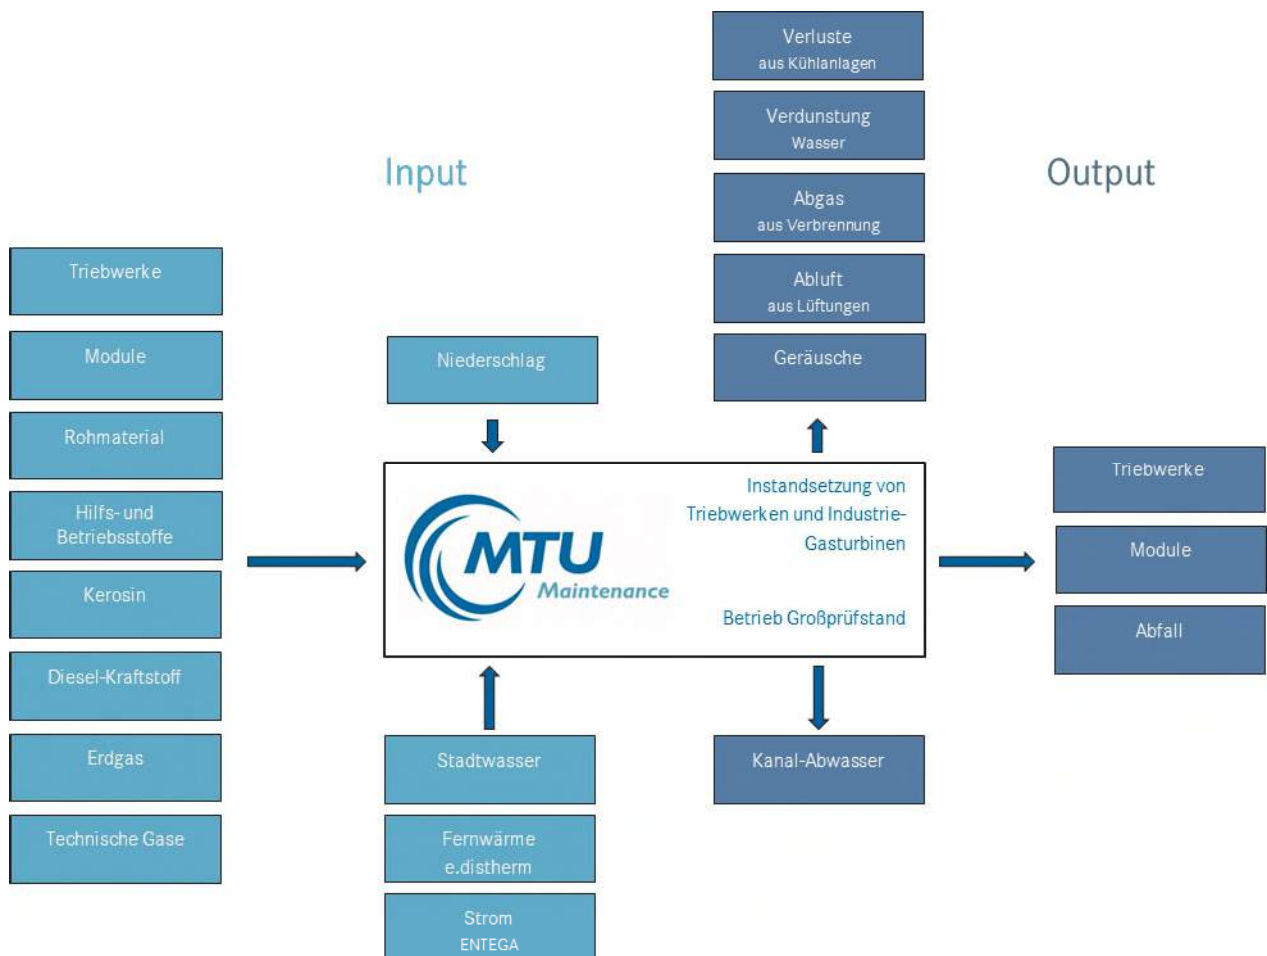 Input
Output
Triebwerke
Module
Rohmaterial
Hilfs- und
Betriebsstoffe
Kerosin
Diesel-Kraftstoff
Erdgas
Technische Gase
Niederschlag
Verluste
aus Kühlanlagen
Verdunstung
Wasser
Abgas
aus Verbrennung
Abluft
aus Lüftungen
Geräusche
MTU
Maintenance
Instandsetzung von
Triebwerken und Industrie-
Gasturbinen
Betrieb Großprüfstand
Stadtwasser
Fernwärme
e.distherm
Strom
ENTEGA
Kanal-Abwasser
Triebwerke
Module
Abfall